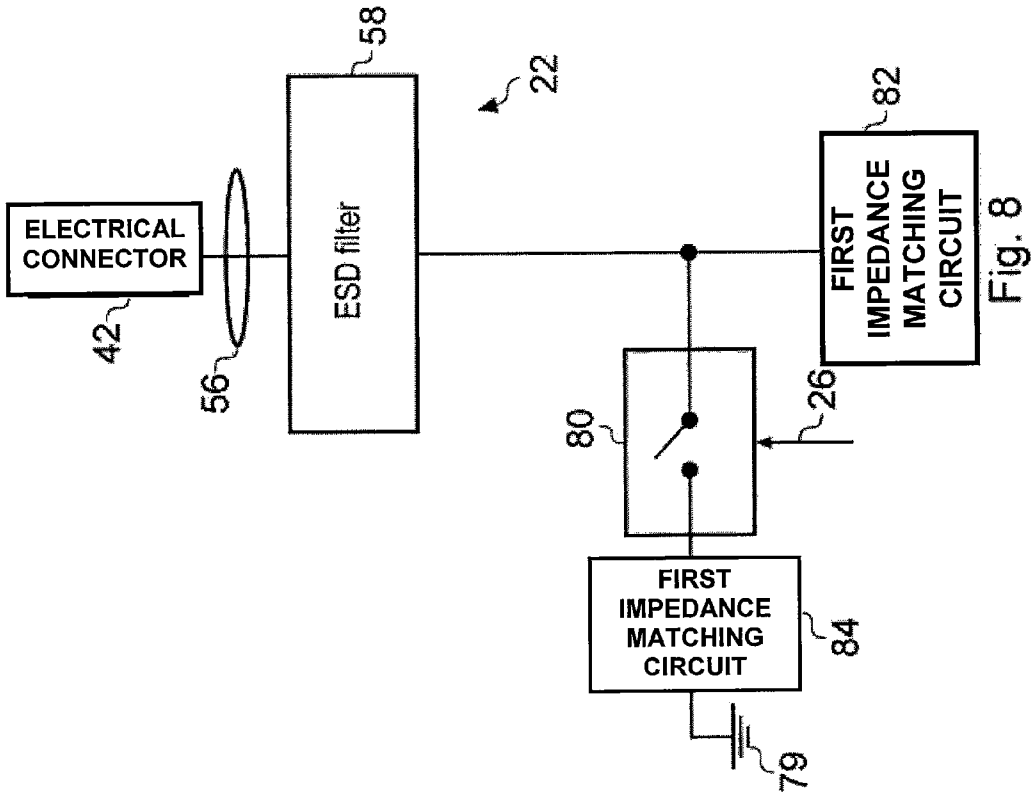 58
ELECTRICAL
CONNECTOR
42
56
ESD filter
22
82
FIRST
IMPEDANCE
MATCHING
CIRCUIT
80
26
FIRST
IMPEDANCE
MATCHING
CIRCUIT
84
79
Fig. 8